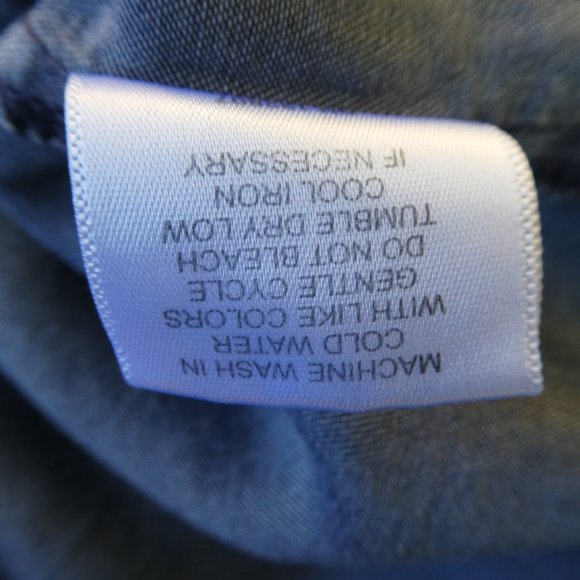 MACHINE WASH IN
COLD WATER
WITH LIKE COLORS
GENTLE CYCLE
DO NOT BLEACH
TUMBLE DRY LOW
COOL IRON
IF NECESSARY